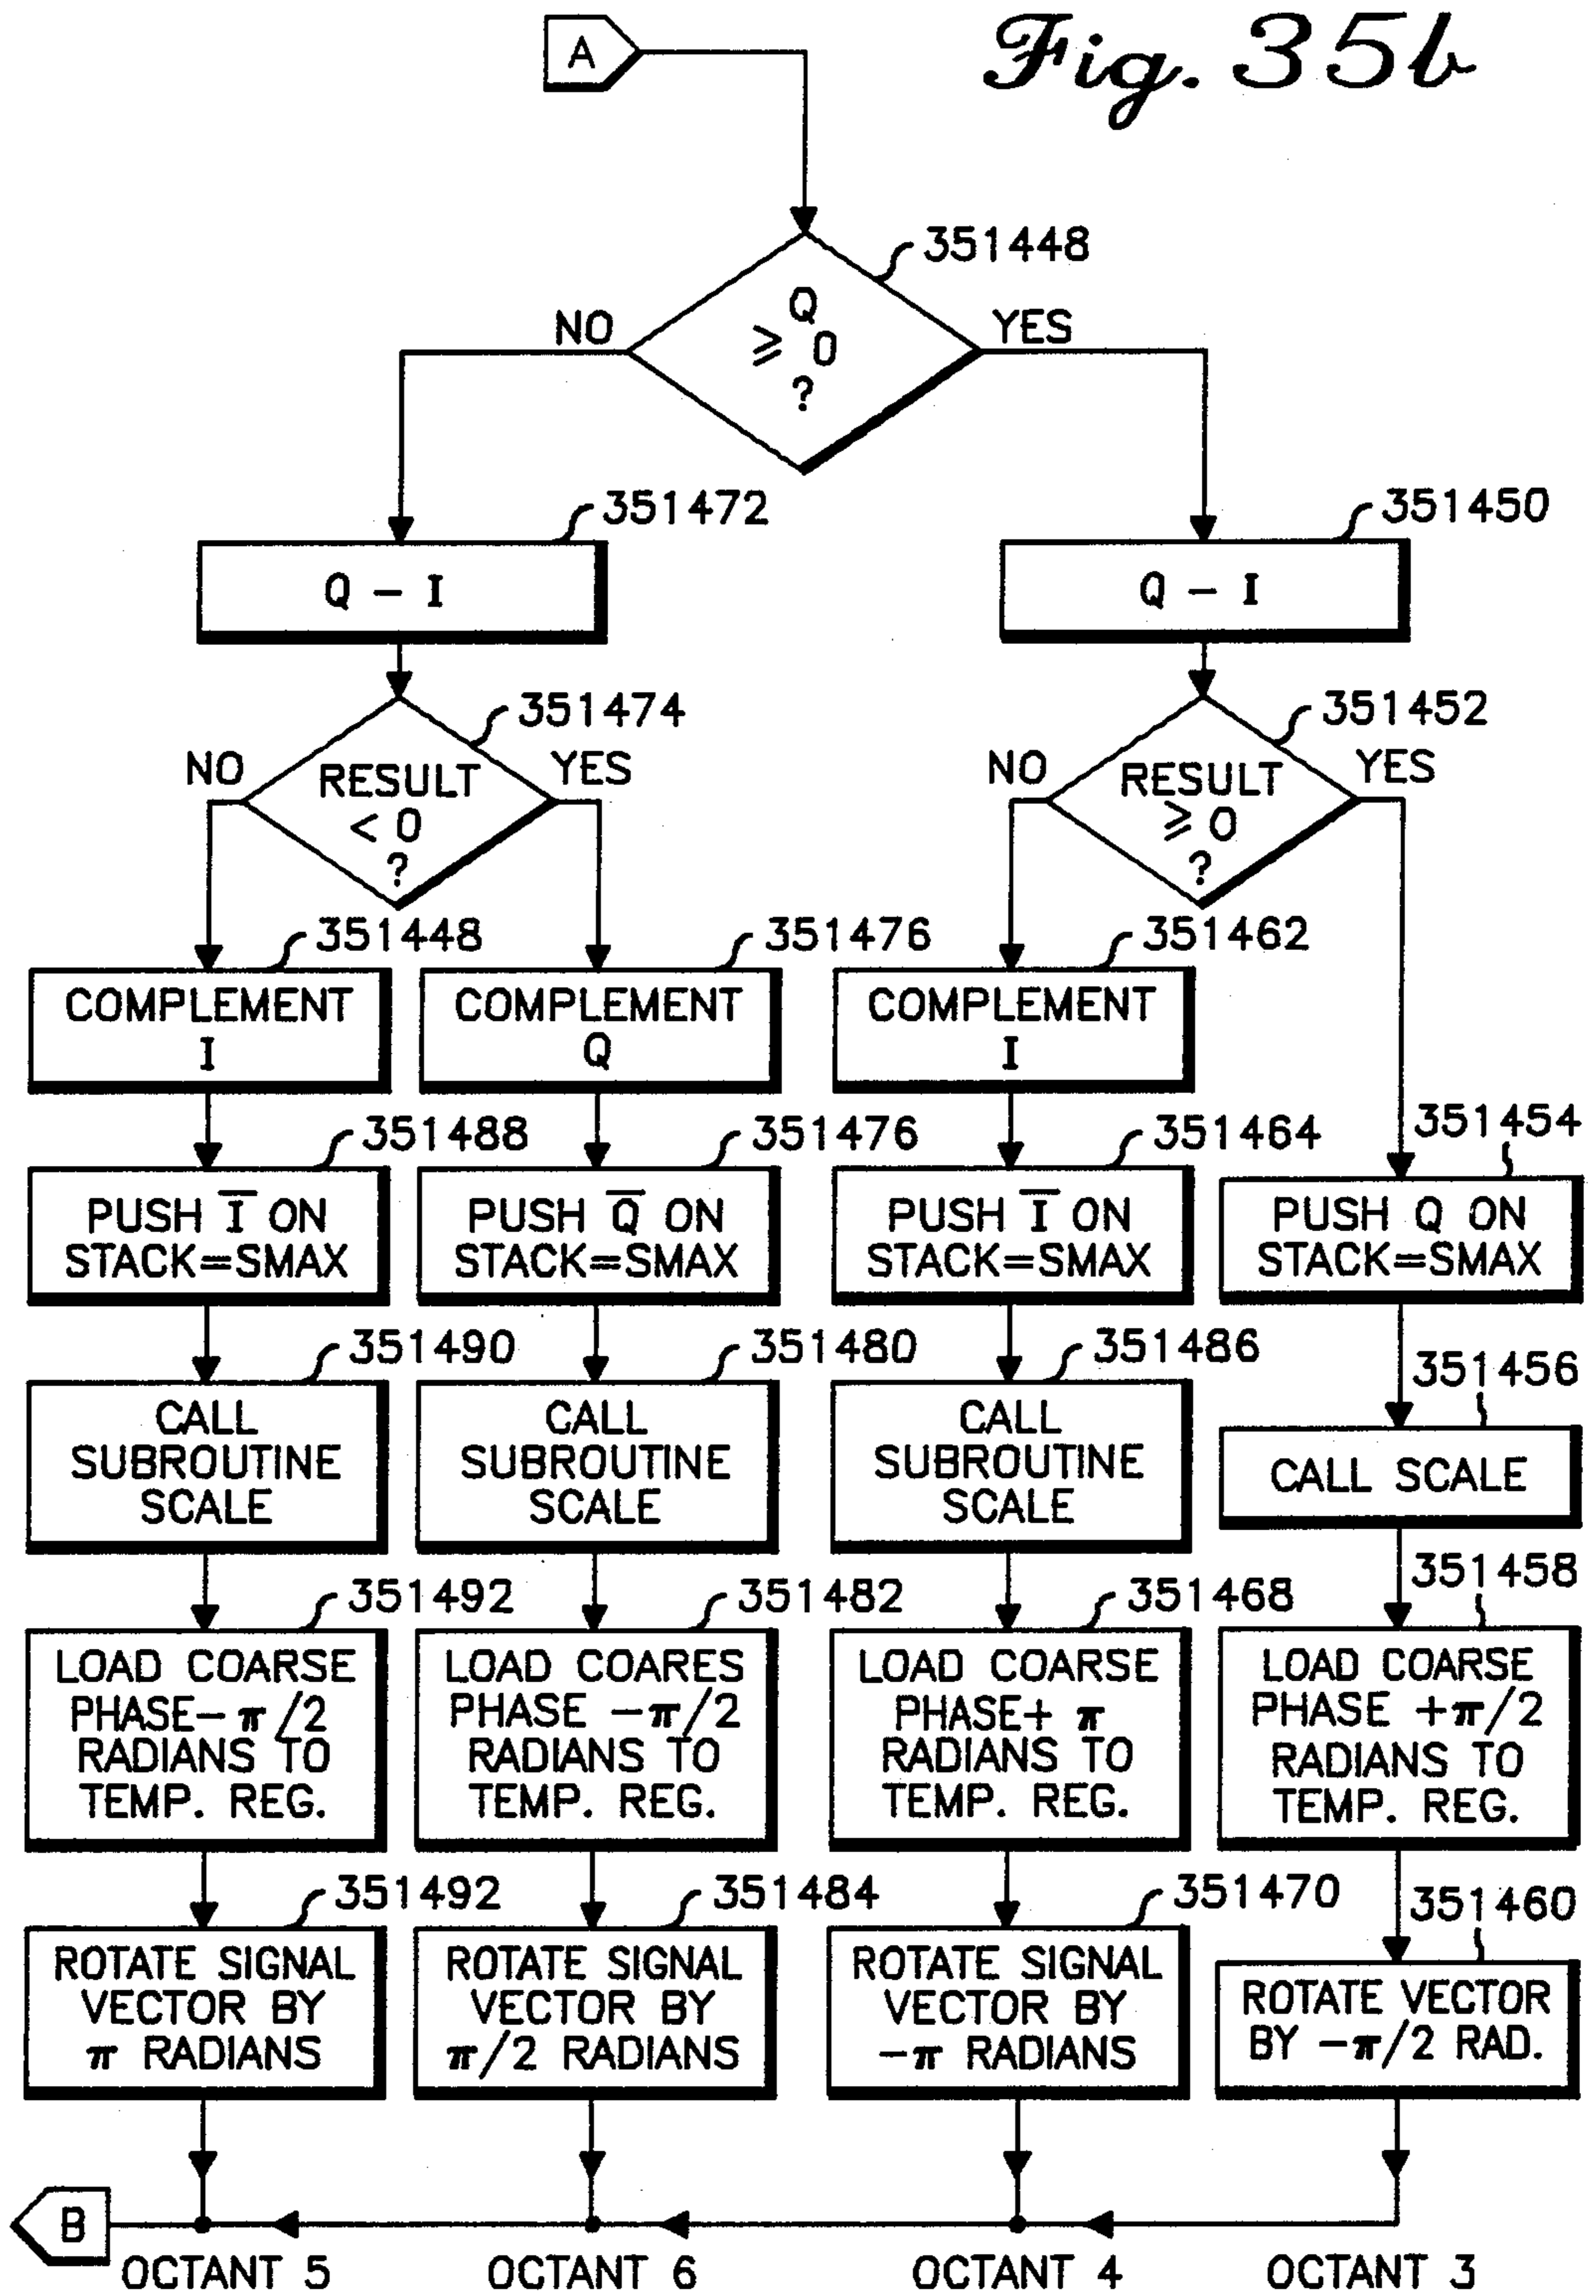 A
Fig. 35b
351448
Q
≥ 0
?
NO
YES
351472
351450
Q - I
Q - I
351474
351452
NO
RESULT
< 0
?
YES
NO
RESULT
≥ 0
?
YES
351448
351476
351462
COMPLEMENT
I
COMPLEMENT
Q
COMPLEMENT
I
351488
351476
351464
351454
PUSH I̅ ON
STACK=SMAX
PUSH Q̅ ON
STACK=SMAX
PUSH I̅ ON
STACK=SMAX
PUSH Q ON
STACK=SMAX
351490
351480
351486
351456
CALL
SUBROUTINE
SCALE
CALL
SUBROUTINE
SCALE
CALL
SUBROUTINE
SCALE
CALL SCALE
351492
351482
351468
351458
LOAD COARSE
PHASE-π/2
RADIANS TO
TEMP. REG.
LOAD COARES
PHASE -π/2
RADIANS TO
TEMP. REG.
LOAD COARSE
PHASE+ π
RADIANS TO
TEMP. REG.
LOAD COARSE
PHASE +π/2
RADIANS TO
TEMP. REG.
351492
351484
351470
351460
ROTATE SIGNAL
VECTOR BY
π RADIANS
ROTATE SIGNAL
VECTOR BY
π/2 RADIANS
ROTATE SIGNAL
VECTOR BY
-π RADIANS
ROTATE VECTOR
BY -π/2 RAD.
B
OCTANT 5
OCTANT 6
OCTANT 4
OCTANT 3